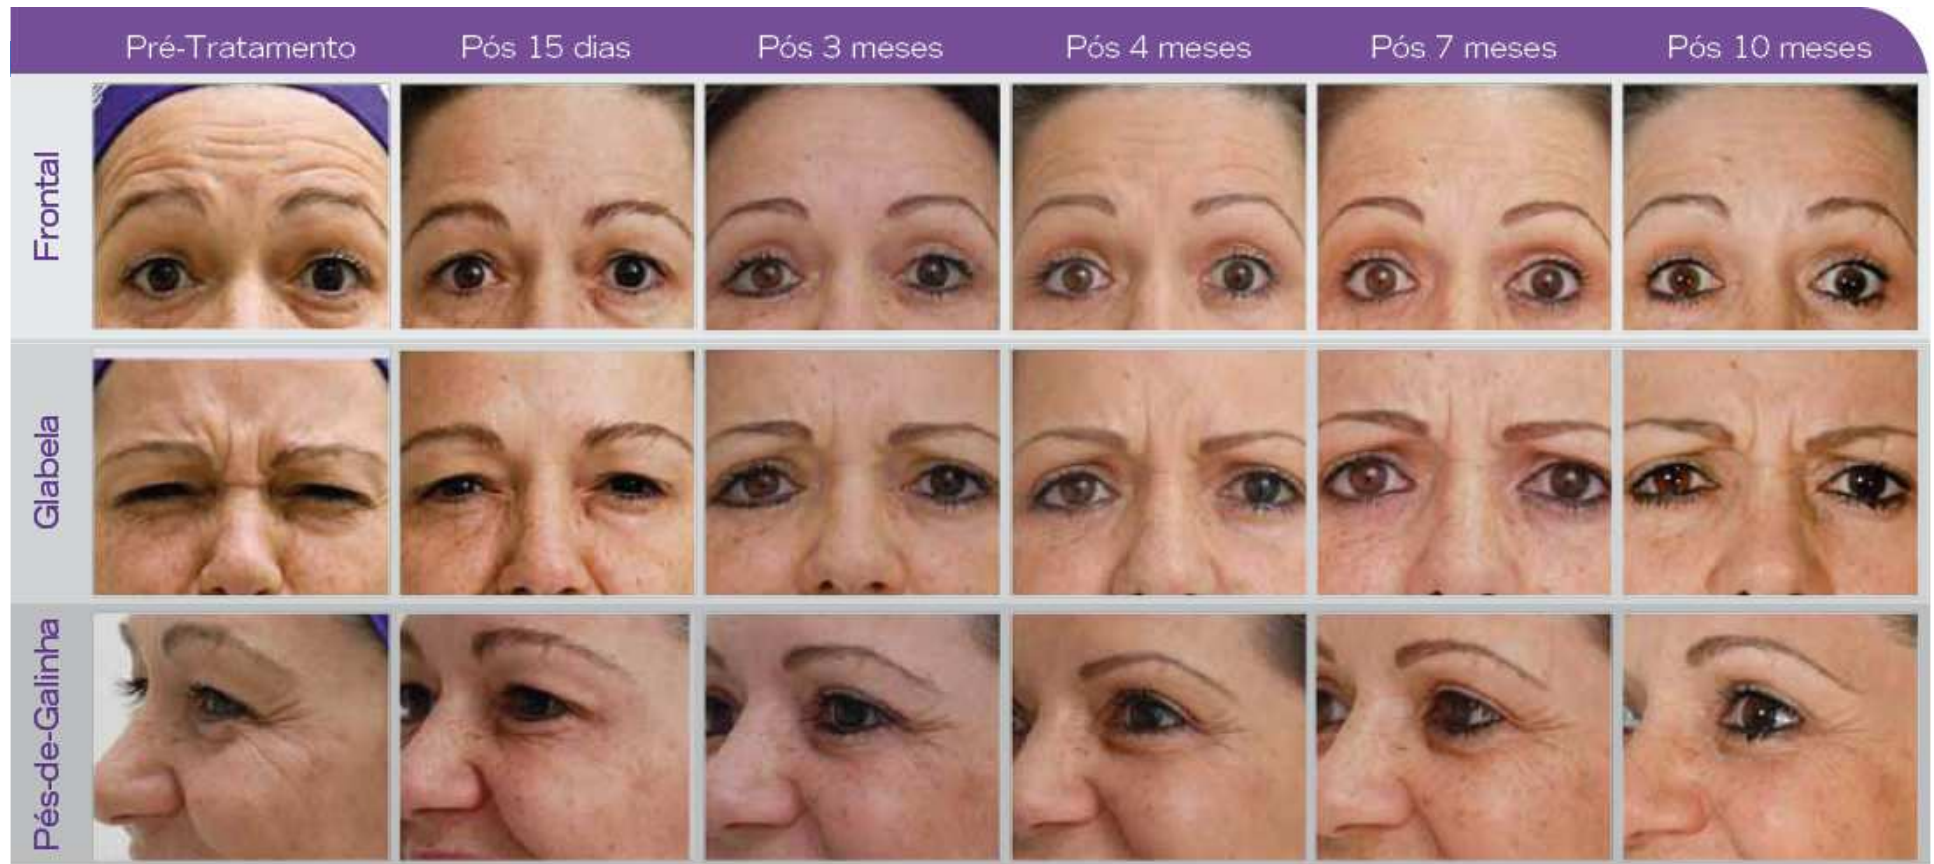 Pré-Tratamento
Pós 15 dias
Pós 3 meses
Pós 4 meses
Pós 7 meses
Pós 10 meses
Frontal
Glabela
Pés-de-Galinha